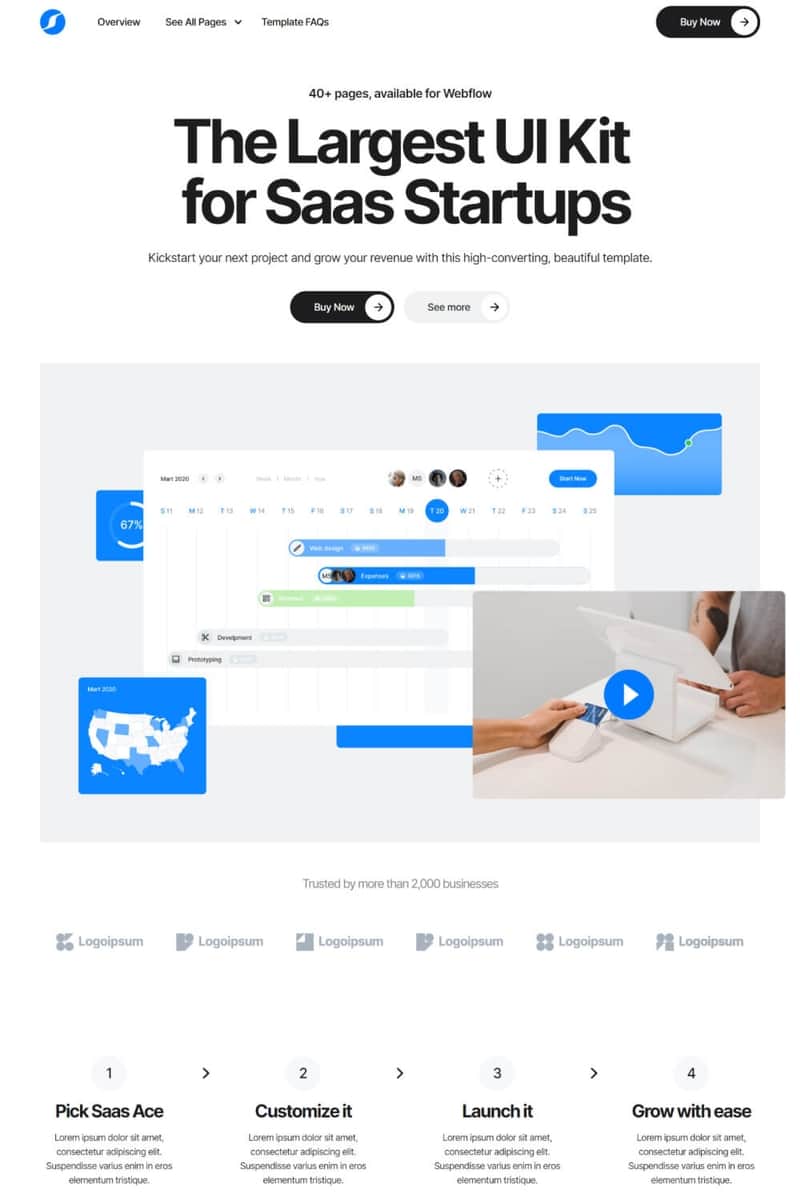 Overview
See All Pages
Template FAQs
Buy Now
40+ pages, available for Webflow
The Largest UI Kit
for Saas Startups
Kickstart your next project and grow your revenue with this high-converting, beautiful template.
Buy Now
See more
Mart 2020
Week
Month
MS
Start Now
S 11
M 12
T 13
W 14
T 15
F 16
S 17
S 18
M 19
T 20
W 21
T 22
F 23
S 24
S 25
67%
Web design
MS
Expenses
Develpment
Prototyping
Mart 2020
Trusted by more than 2,000 businesses
Logoipsum
Logoipsum
Logoipsum
Logoipsum
Logoipsum
Logoipsum
1
2
3
4
Pick Saas Ace
Customize it
Launch it
Grow with ease
Lorem ipsum dolor sit amet,
consectetur adipiscing elit.
Suspendisse varius enim in eros
elementum tristique.
Lorem ipsum dolor sit amet,
consectetur adipiscing elit.
Suspendisse varius enim in eros
elementum tristique.
Lorem ipsum dolor sit amet,
consectetur adipiscing elit.
Suspendisse varius enim in eros
elementum tristique.
Lorem ipsum dolor sit amet,
consectetur adipiscing elit.
Suspendisse varius enim in eros
elementum tristique.